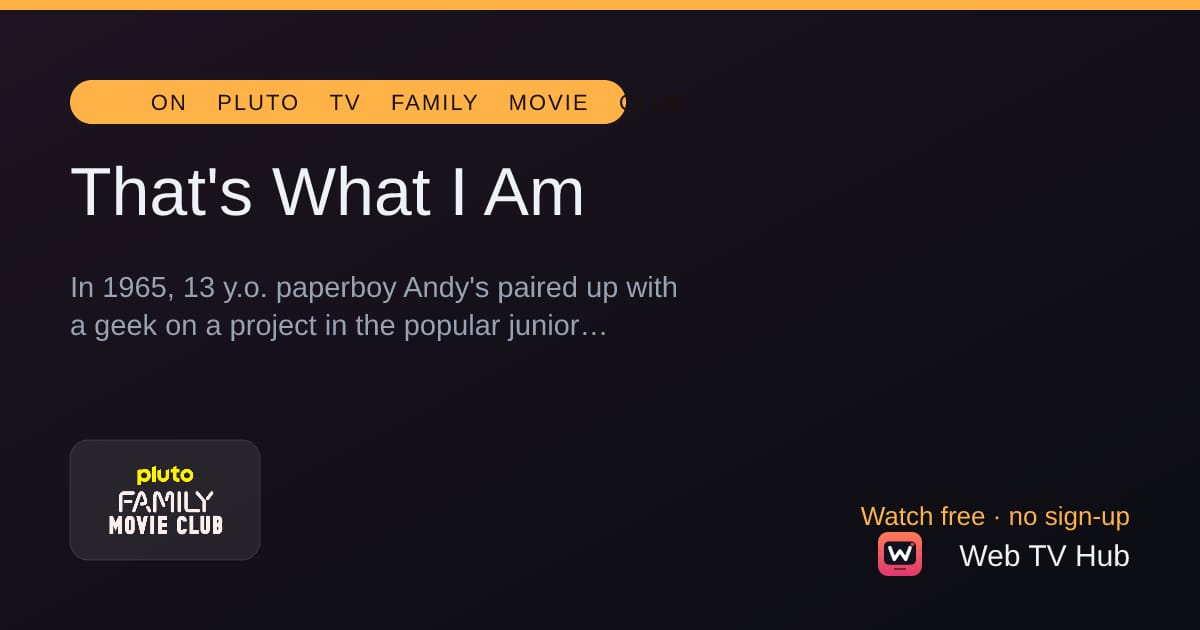 ON PLUTO TV FAMILY MOVIE
That's What I Am
In 1965, 13 y.o. paperboy Andy's paired up with
a geek on a project in the popular junior…
pluto
FAMILY
MOVIE CLUB
Watch free · no sign-up
W
Web TV Hub